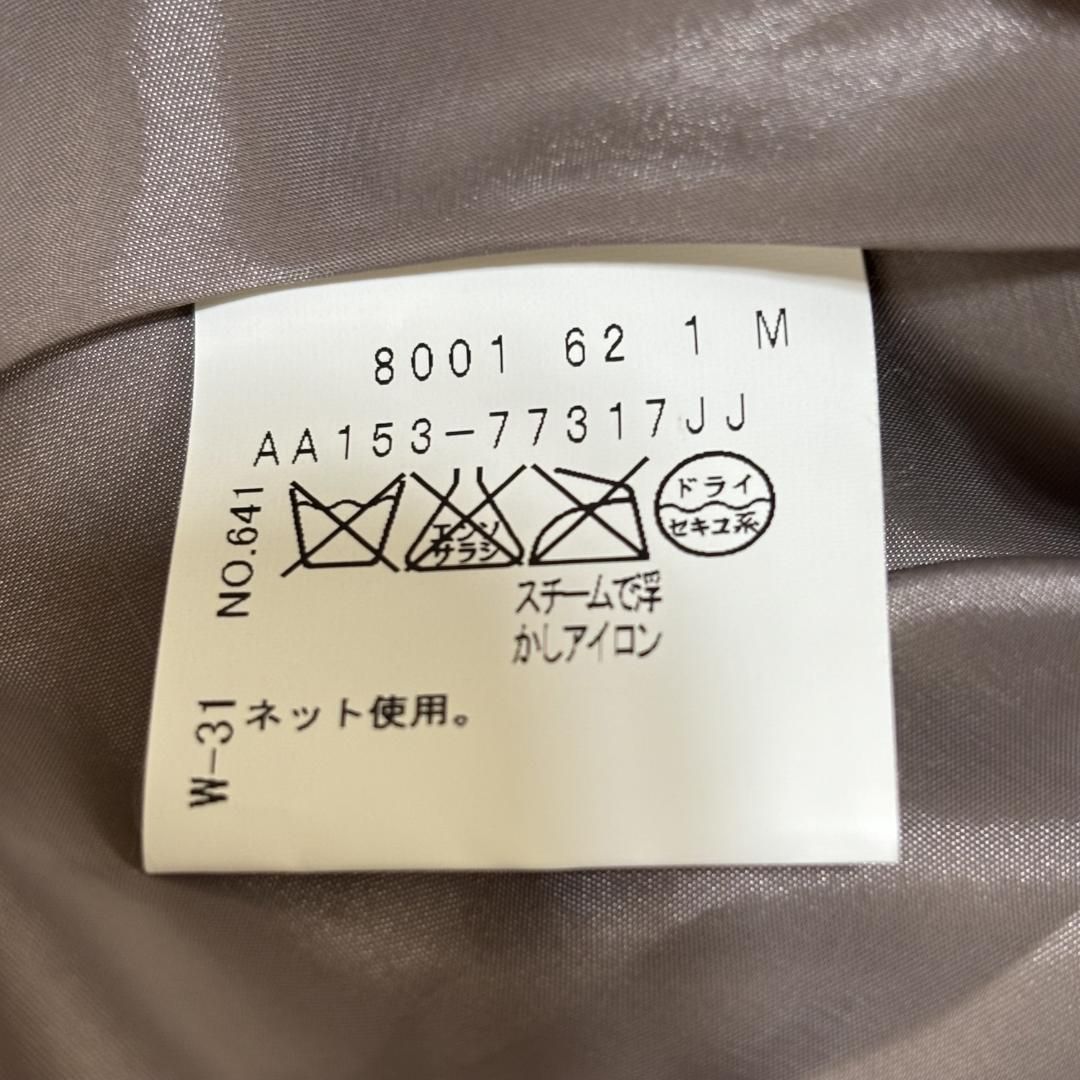 8001 62 1 M
AA153-77317JJ
エンソ
サラシ
ドライ
セキユ系
スチームで浮
かしアイロン
NO.641
W-31
ネット使用。